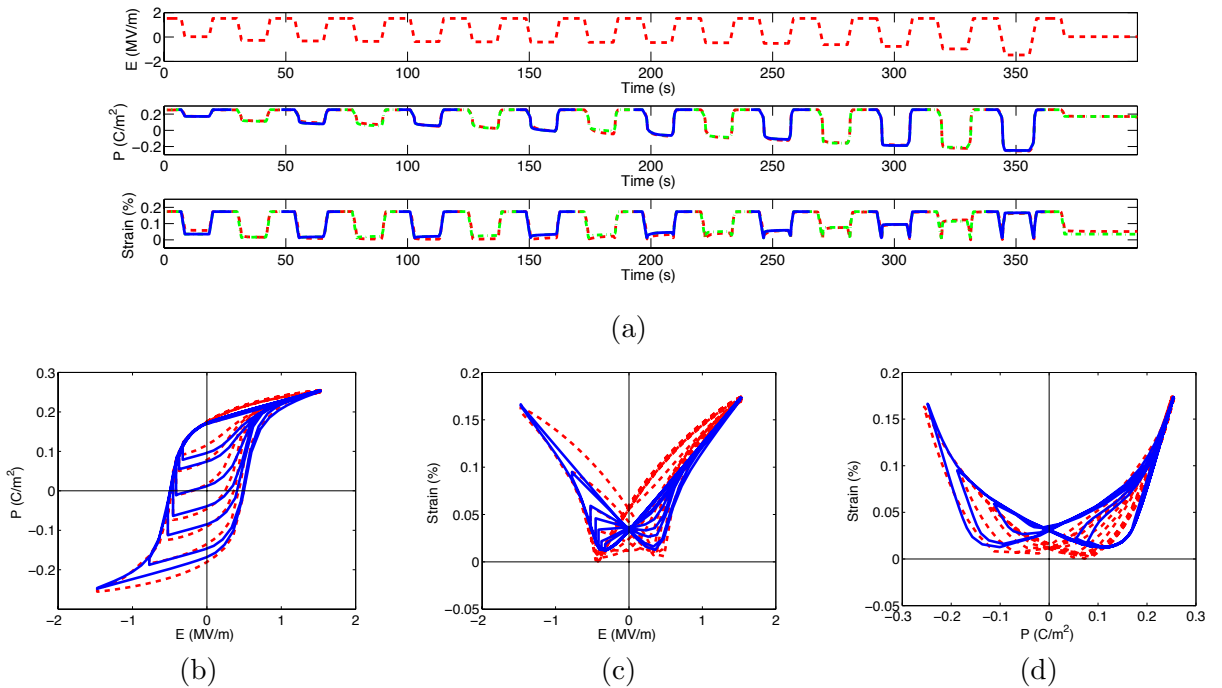 2
0
−2
E (MV/m)
0 50 100 150 200 250 300 350
Time (s)
0.2
0
−0.2
P (C/m²)
0 50 100 150 200 250 300 350
Time (s)
0.2
0.1
0
Strain (%)
0 50 100 150 200 250 300 350
Time (s)
(a)
0.3
0.2
0.1
0
−0.1
−0.2
P (C/m²)
−2 −1 0 1 2
E (MV/m)
(b)
0.2
0.15
0.1
0.05
0
−0.05
Strain (%)
−2 −1 0 1 2
E (MV/m)
(c)
0.2
0.15
0.10
0.05
0
−0.05
Strain (%)
−0.3 −0.2 −0.1 0 0.1 0.2 0.3
P (C/m²)
(d)